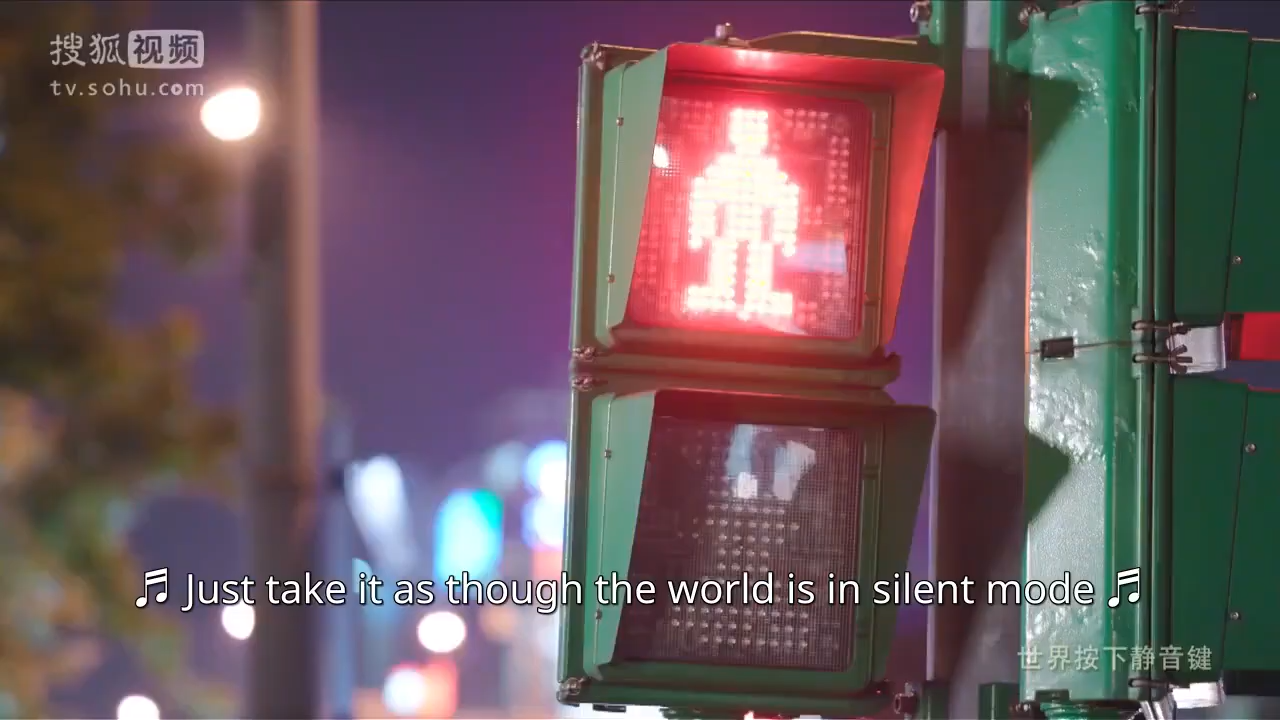 搜狐视频
tv.sohu.com
♬ Just take it as though the world is in silent mode ♬
世界按下静音键